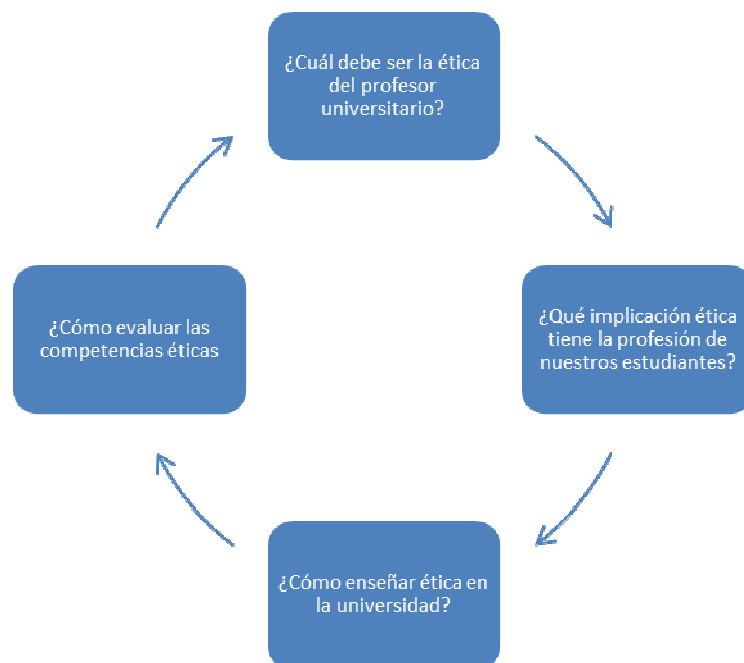 ¿Cuál debe ser la ética
del profesor
universitario?
¿Qué implicación ética
tiene la profesión de
nuestros estudiantes?
¿Cómo enseñar ética en
la universidad?
¿Cómo evaluar las
competencias éticas